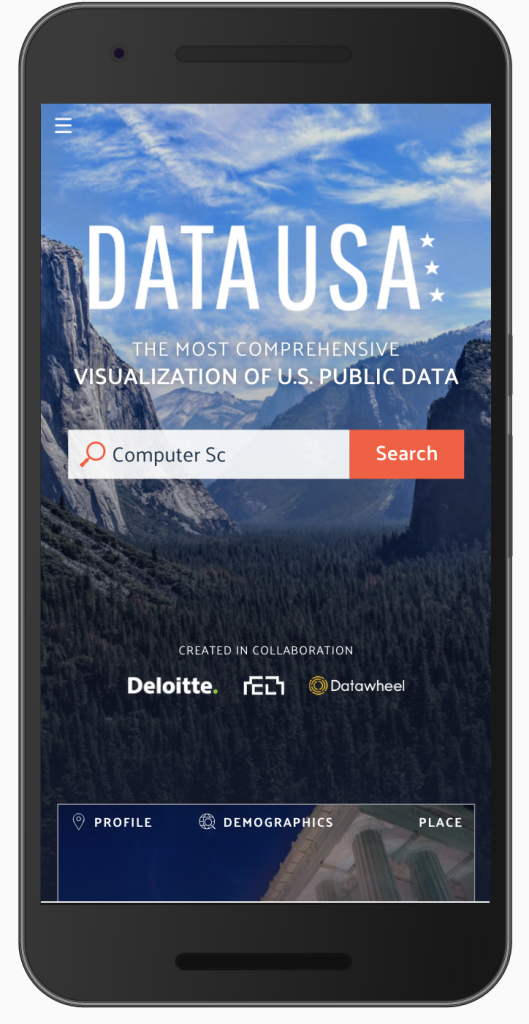 DATA USA
THE MOST COMPREHENSIVE
VISUALIZATION OF U.S. PUBLIC DATA
Computer Sc
Search
CREATED IN COLLABORATION
Deloitte.
Datawheel
PROFILE
DEMOGRAPHICS
PLACE